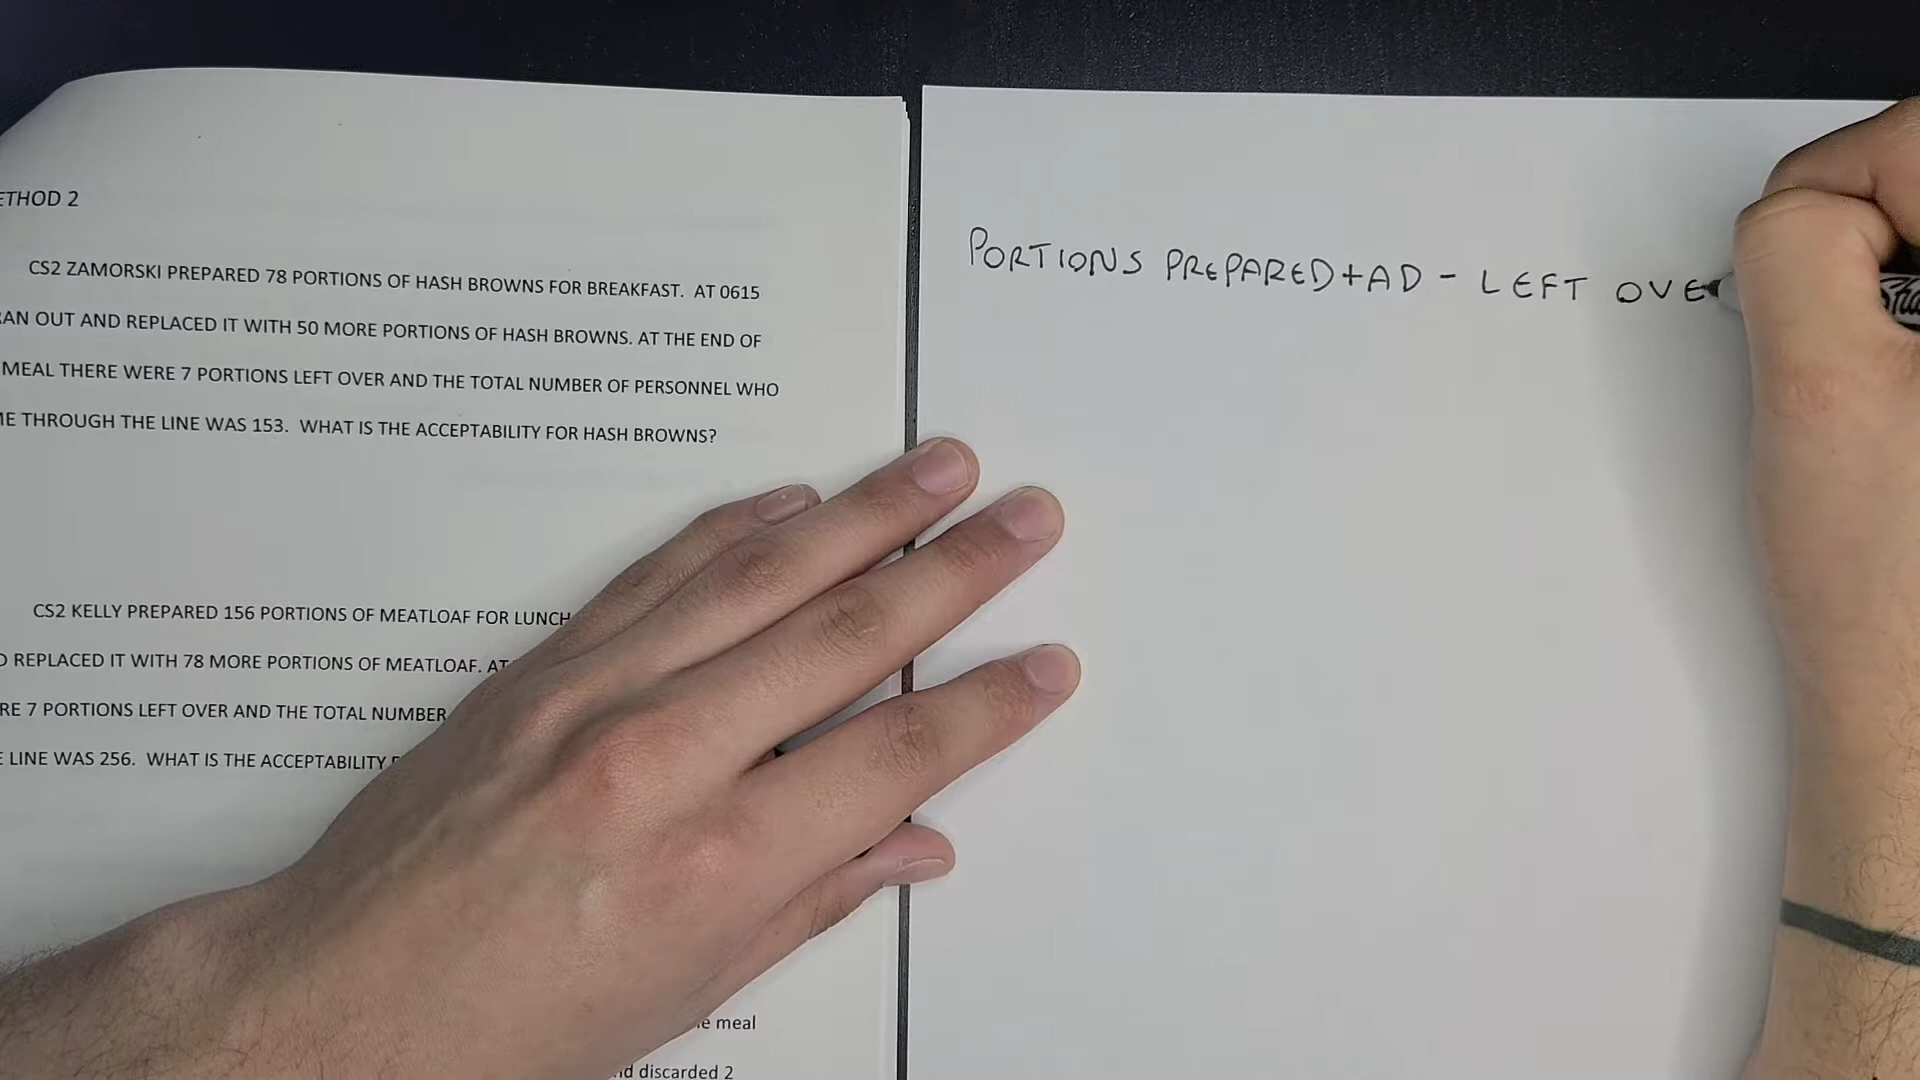 ETHOD 2
CS2 ZAMORSKI PREPARED 78 PORTIONS OF HASH BROWNS FOR BREAKFAST. AT 0615
RAN OUT AND REPLACED IT WITH 50 MORE PORTIONS OF HASH BROWNS. AT THE END OF
MEAL THERE WERE 7 PORTIONS LEFT OVER AND THE TOTAL NUMBER OF PERSONNEL WHO
ME THROUGH THE LINE WAS 153. WHAT IS THE ACCEPTABILITY FOR HASH BROWNS?
CS2 KELLY PREPARED 156 PORTIONS OF MEATLOAF FOR LUNCH
D REPLACED IT WITH 78 MORE PORTIONS OF MEATLOAF. AT
RE 7 PORTIONS LEFT OVER AND THE TOTAL NUMBER
E LINE WAS 256. WHAT IS THE ACCEPTABILITY
e meal
nd discarded 2
PORTIONS PREPARED+AD - LEFT OVE
Sha